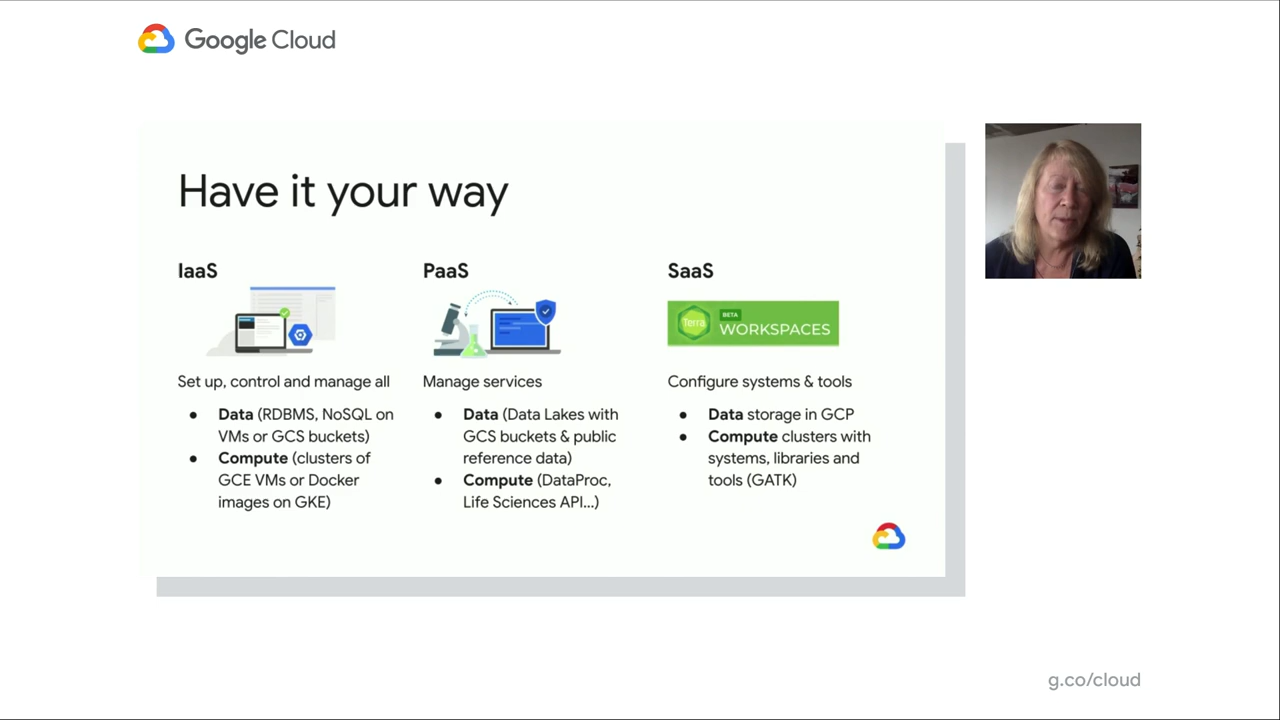 Google Cloud
Have it your way
IaaS
Set up, control and manage all
● Data (RDBMS, NoSQL on
VMs or GCS buckets)
● Compute (clusters of
GCE VMs or Docker
images on GKE)
PaaS
Manage services
● Data (Data Lakes with
GCS buckets & public
reference data)
● Compute (DataProc,
Life Sciences API...)
SaaS
Terra
BETA
WORKSPACES
Configure systems & tools
● Data storage in GCP
● Compute clusters with
systems, libraries and
tools (GATK)
g.co/cloud